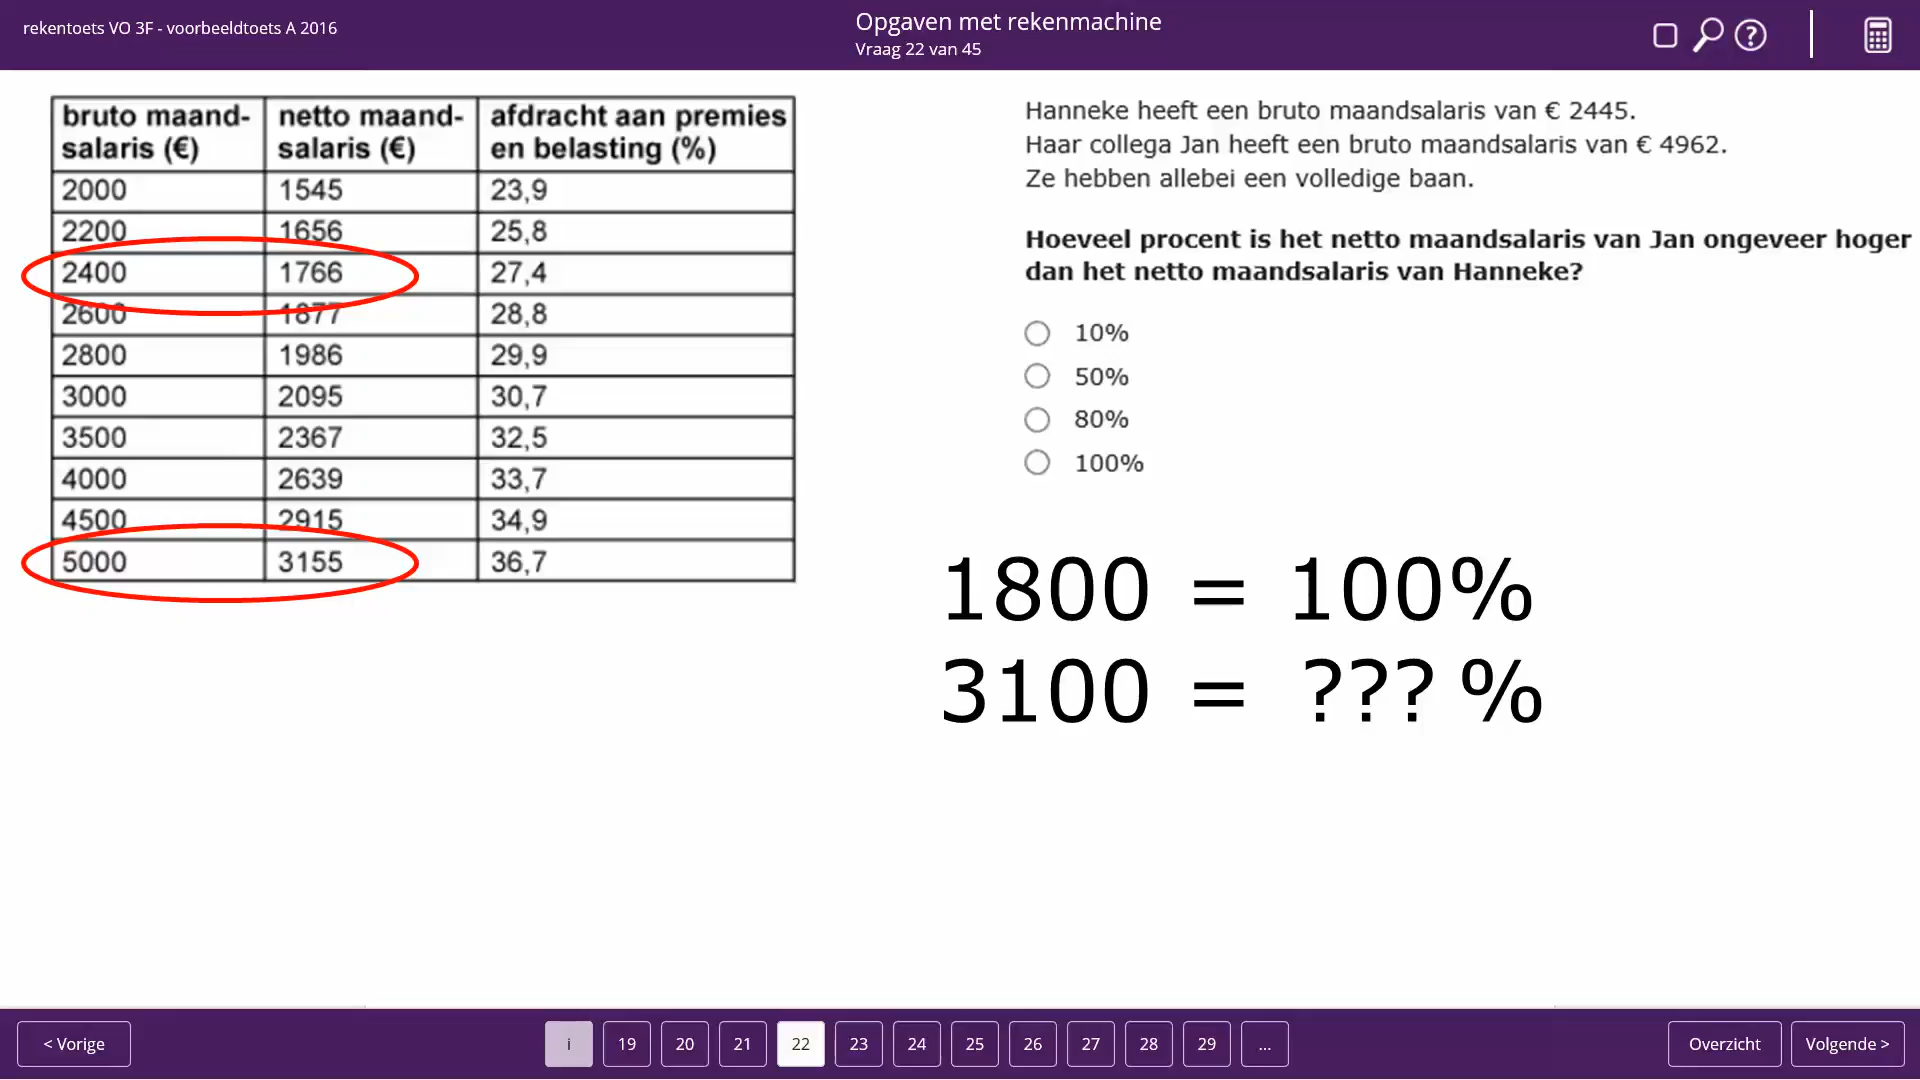 rekentoets VO 3F - voorbeeldtoets A 2016
Opgaven met rekenmachine
Vraag 22 van 45
bruto maand-salaris (€) netto maand-salaris (€) afdracht aan premies en belasting (%)
2000 1545 23,9
2200 1656 25,8
2400 1766 27,4
2600 1877 28,8
2800 1986 29,9
3000 2095 30,7
3500 2367 32,5
4000 2639 33,7
4500 2915 34,9
5000 3155 36,7
Hanneke heeft een bruto maandsalaris van € 2445.
Haar collega Jan heeft een bruto maandsalaris van € 4962.
Ze hebben allebei een volledige baan.
Hoeveel procent is het netto maandsalaris van Jan ongeveer hoger
dan het netto maandsalaris van Hanneke?
10%
50%
80%
100%
1800 = 100%
3100 = ??? %
< Vorige
i 19 20 21 22 23 24 25 26 27 28 29 ...
Overzicht
Volgende >